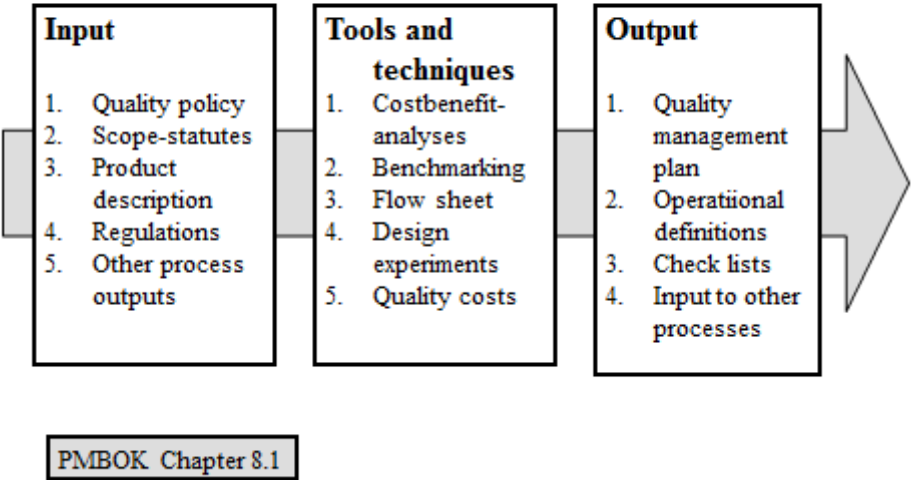 Input
1. Quality policy
2. Scope-statutes
3. Product
description
4. Regulations
5. Other process
outputs
Tools and
techniques
1. Costbenefit-
analyses
2. Benchmarking
3. Flow sheet
4. Design
experiments
5. Quality costs
Output
1. Quality
management
plan
2. Operatiional
definitions
3. Check lists
4. Input to other
processes
PMBOK Chapter 8.1